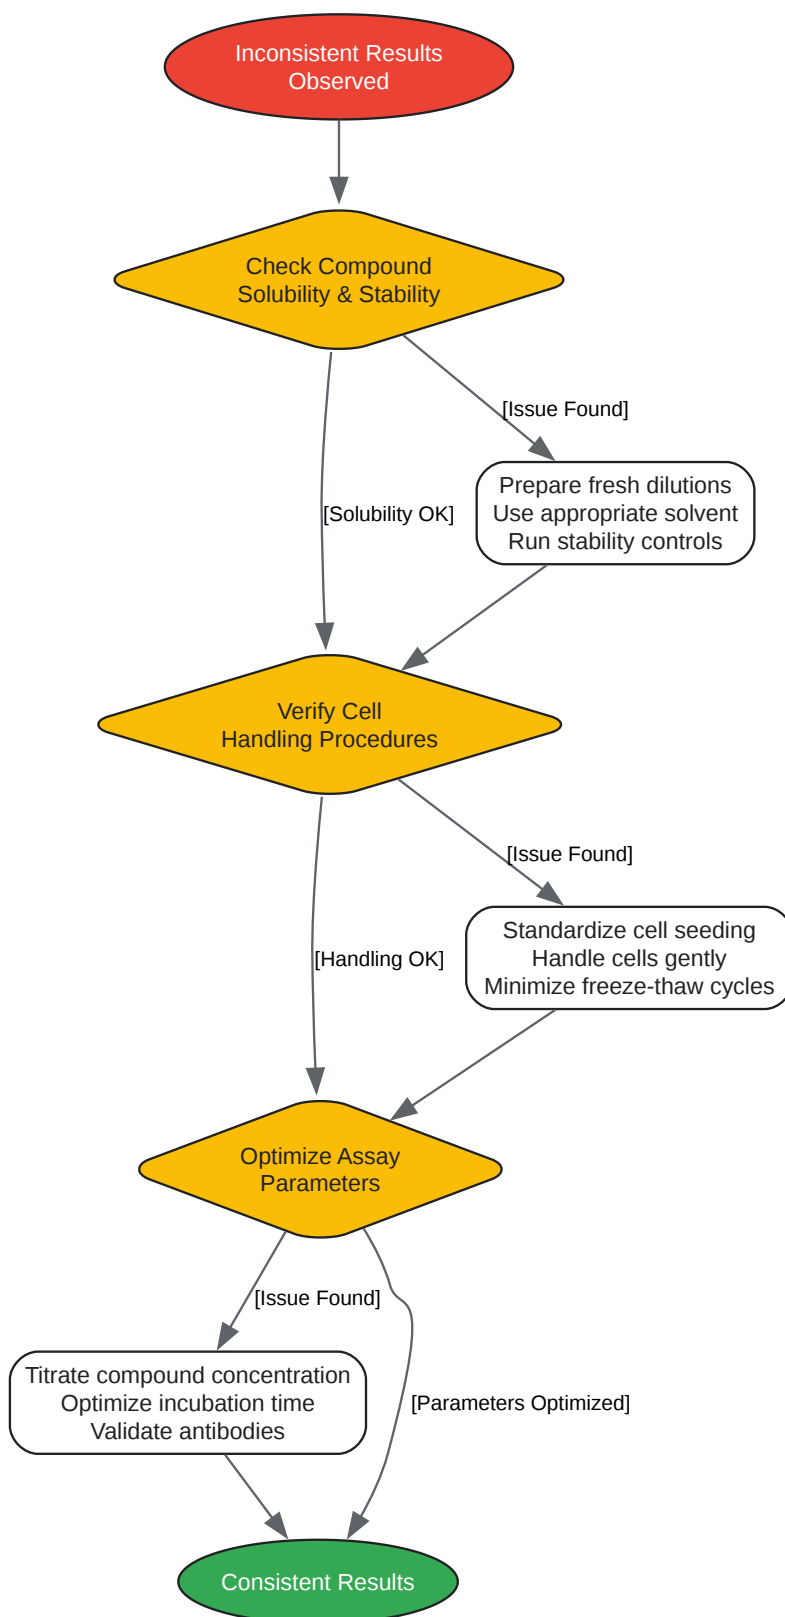 Inconsistent Results
Observed
Check Compound
Solubility & Stability
[Issue Found]
Prepare fresh dilutions
Use appropriate solvent
Run stability controls
[Solubility OK]
Verify Cell
Handling Procedures
[Issue Found]
Standardize cell seeding
Handle cells gently
Minimize freeze-thaw cycles
[Handling OK]
Optimize Assay
Parameters
[Issue Found]
Titrate compound concentration
Optimize incubation time
Validate antibodies
[Parameters Optimized]
Consistent Results